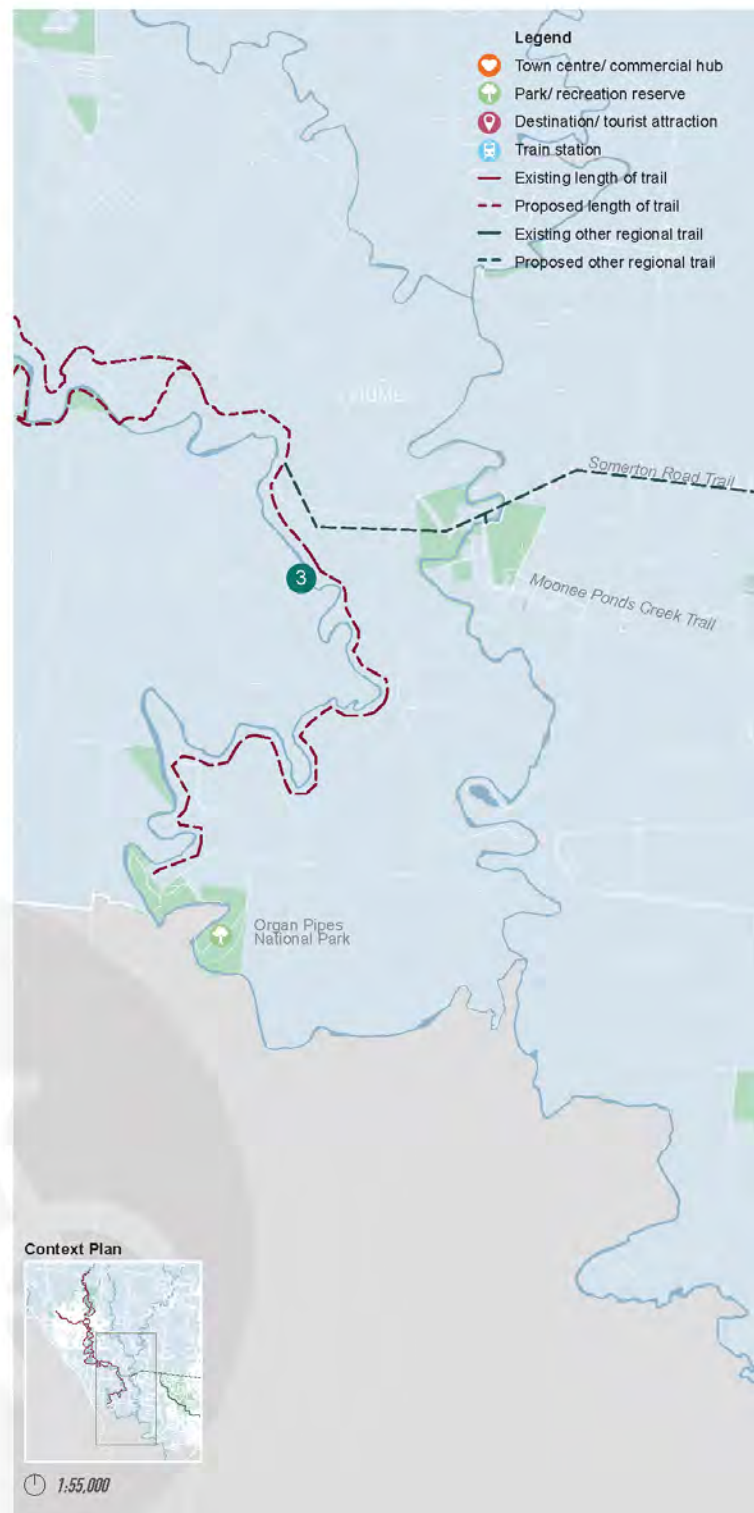 Legend
Town centre/ commercial hub
Park/ recreation reserve
Destination/ tourist attraction
Train station
Existing length of trail
Proposed length of trail
Existing other regional trail
Proposed other regional trail
HUME
Somerton Road Trail
3
Moonee Ponds Creek Trail
Organ Pipes
National Park
Context Plan
1:55,000